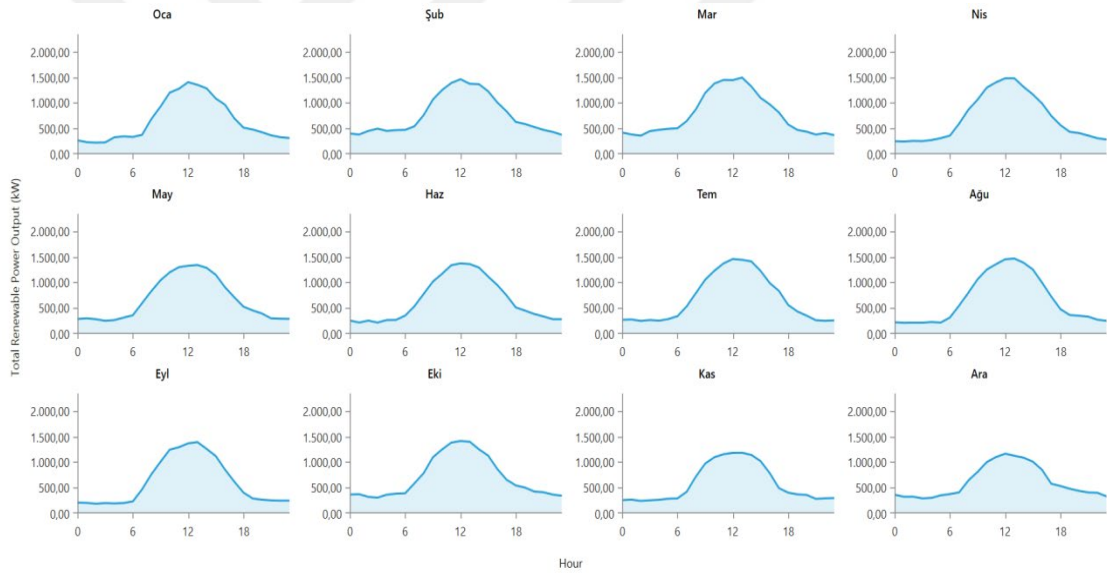 Oca Şub Mar Nis
2.000,00 2.000,00 2.000,00 2.000,00
1.500,00 1.500,00 1.500,00 1.500,00
1.000,00 1.000,00 1.000,00 1.000,00
500,00 500,00 500,00 500,00
0,00 0,00 0,00 0,00
0 6 12 18 0 6 12 18 0 6 12 18 0 6 12 18
May Haz Tem Ağu
Total Renewable Power Output (kW)
2.000,00 2.000,00 2.000,00 2.000,00
1.500,00 1.500,00 1.500,00 1.500,00
1.000,00 1.000,00 1.000,00 1.000,00
500,00 500,00 500,00 500,00
0,00 0,00 0,00 0,00
0 6 12 18 0 6 12 18 0 6 12 18 0 6 12 18
Eyl Eki Kas Ara
2.000,00 2.000,00 2.000,00 2.000,00
1.500,00 1.500,00 1.500,00 1.500,00
1.000,00 1.000,00 1.000,00 1.000,00
500,00 500,00 500,00 500,00
0,00 0,00 0,00 0,00
0 6 12 18 0 6 12 18 0 6 12 18 0 6 12 18
Hour